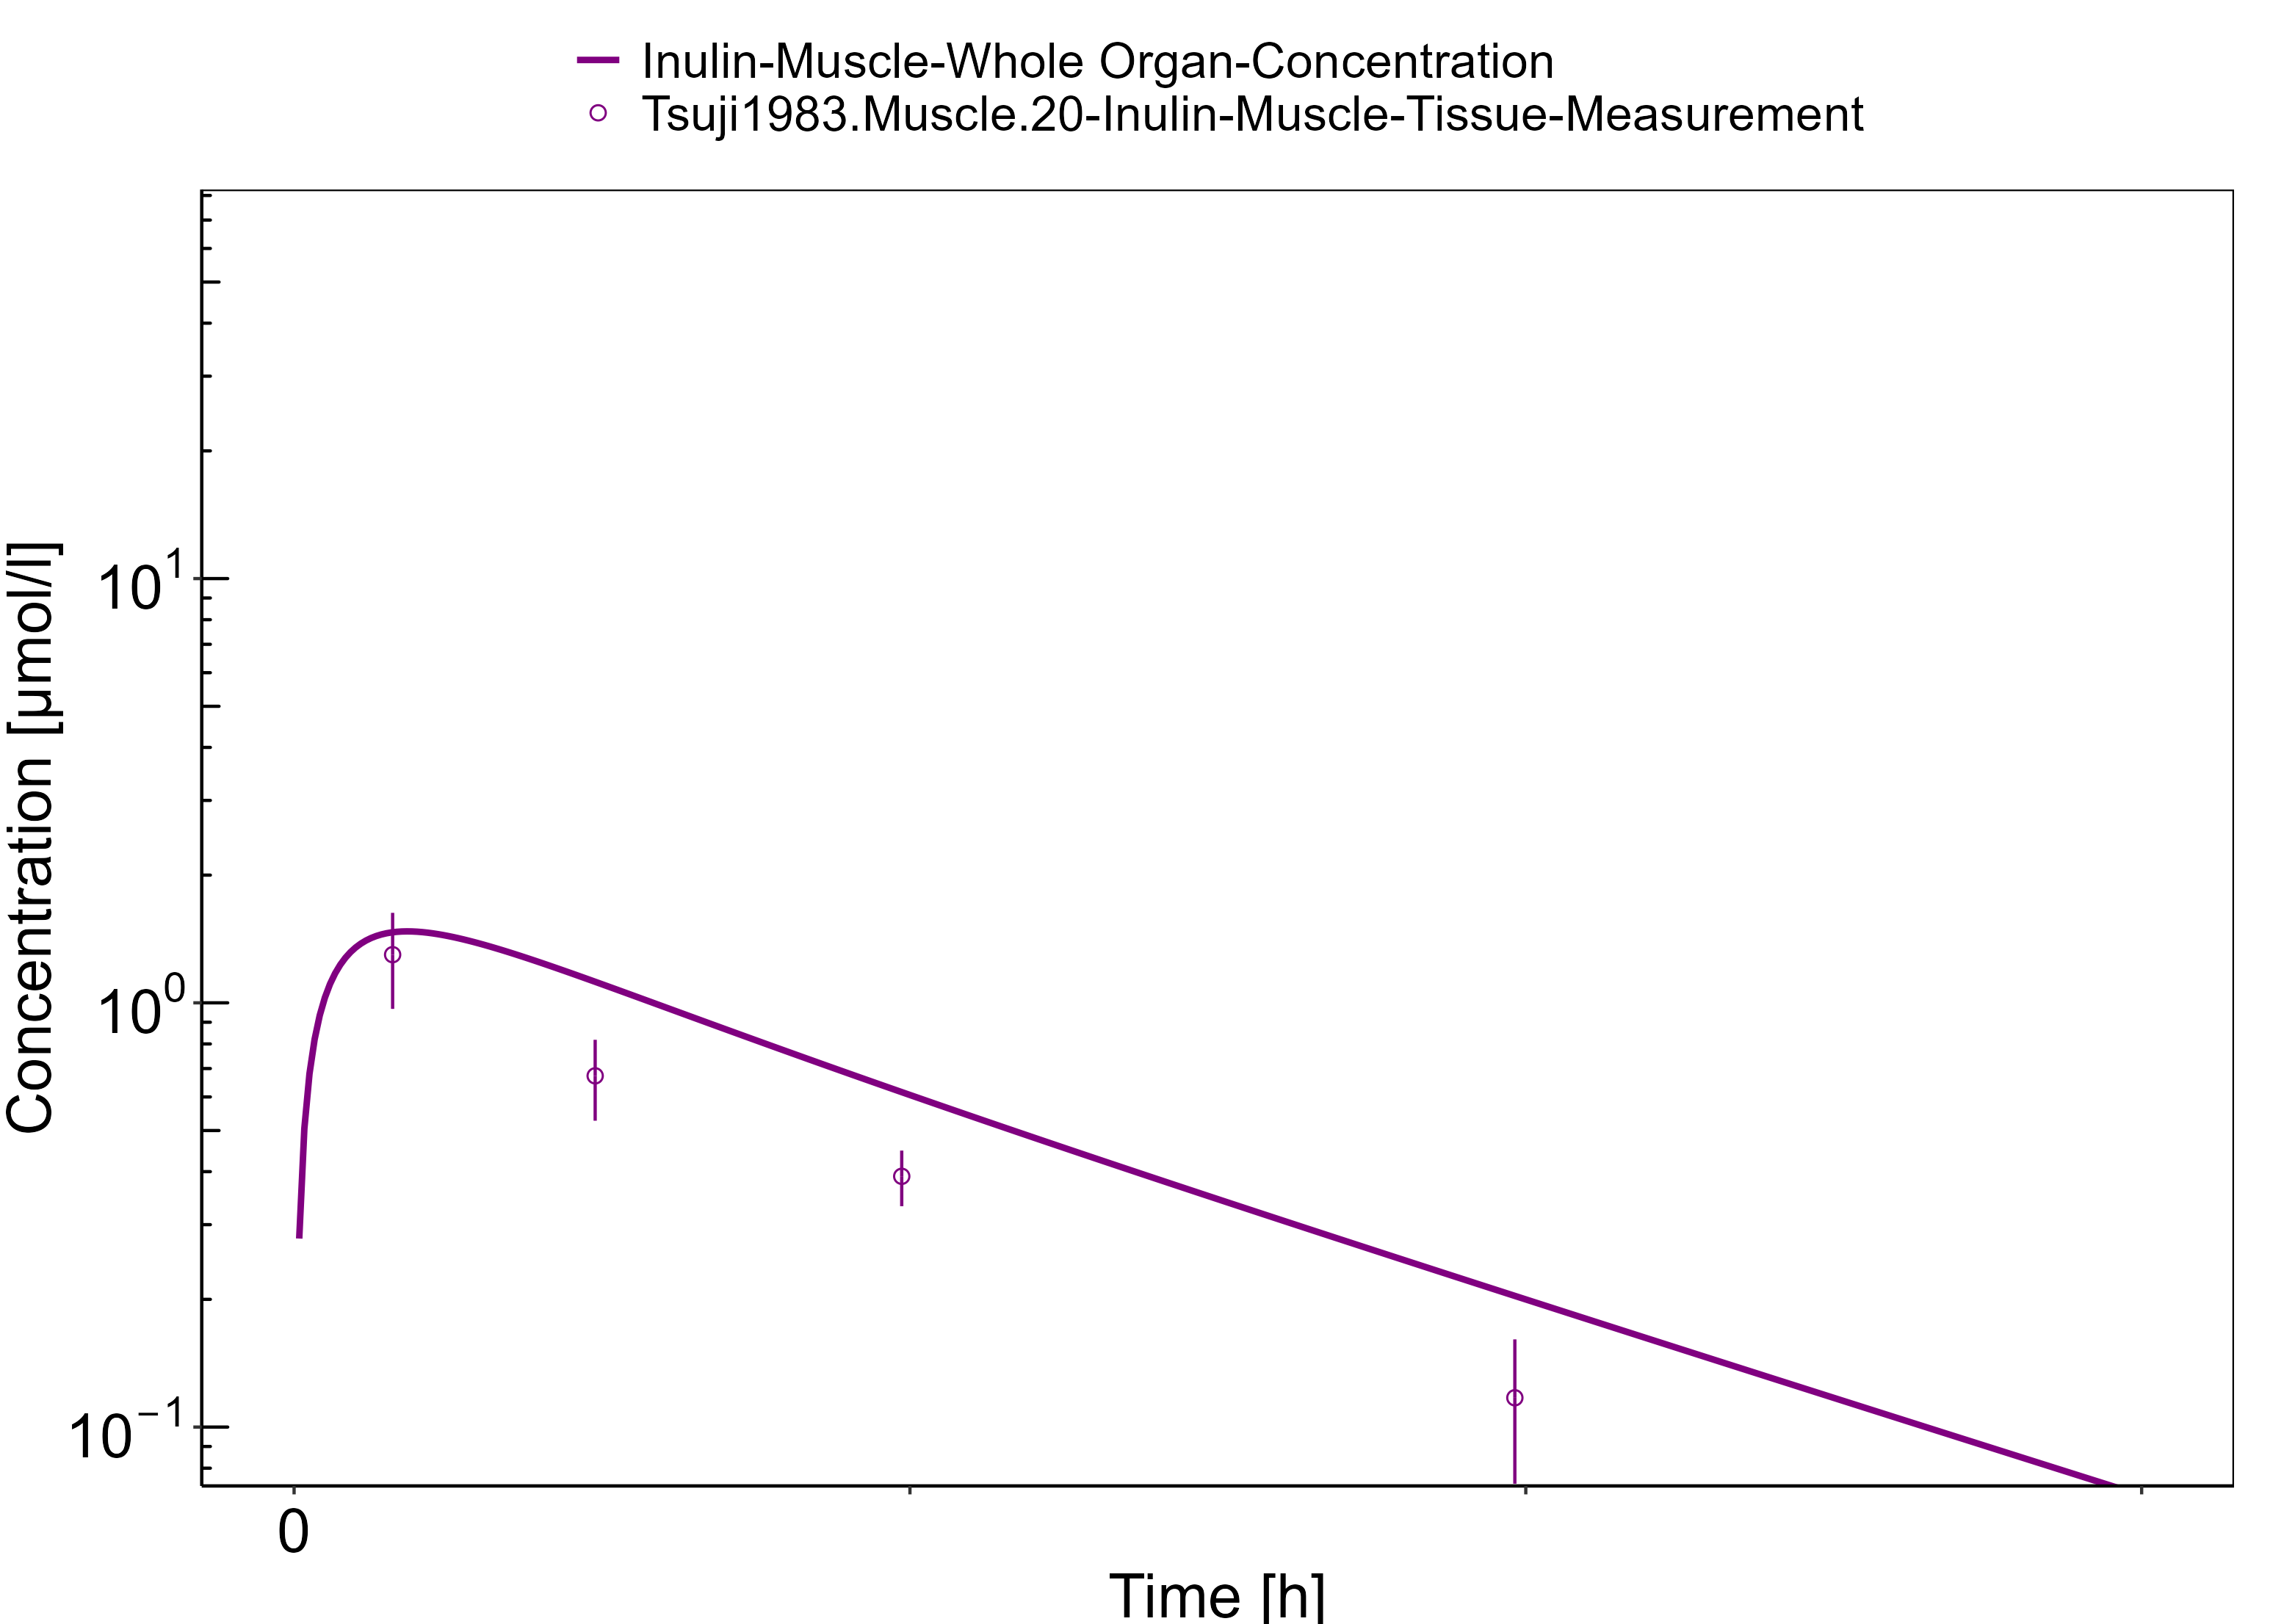 Inulin-Muscle-Whole Organ-Concentration
Tsuji1983.Muscle.20-Inulin-Muscle-Tissue-Measurement
Concentration [µmol/l]
10¹
10⁰
10⁻¹
0
Time [h]